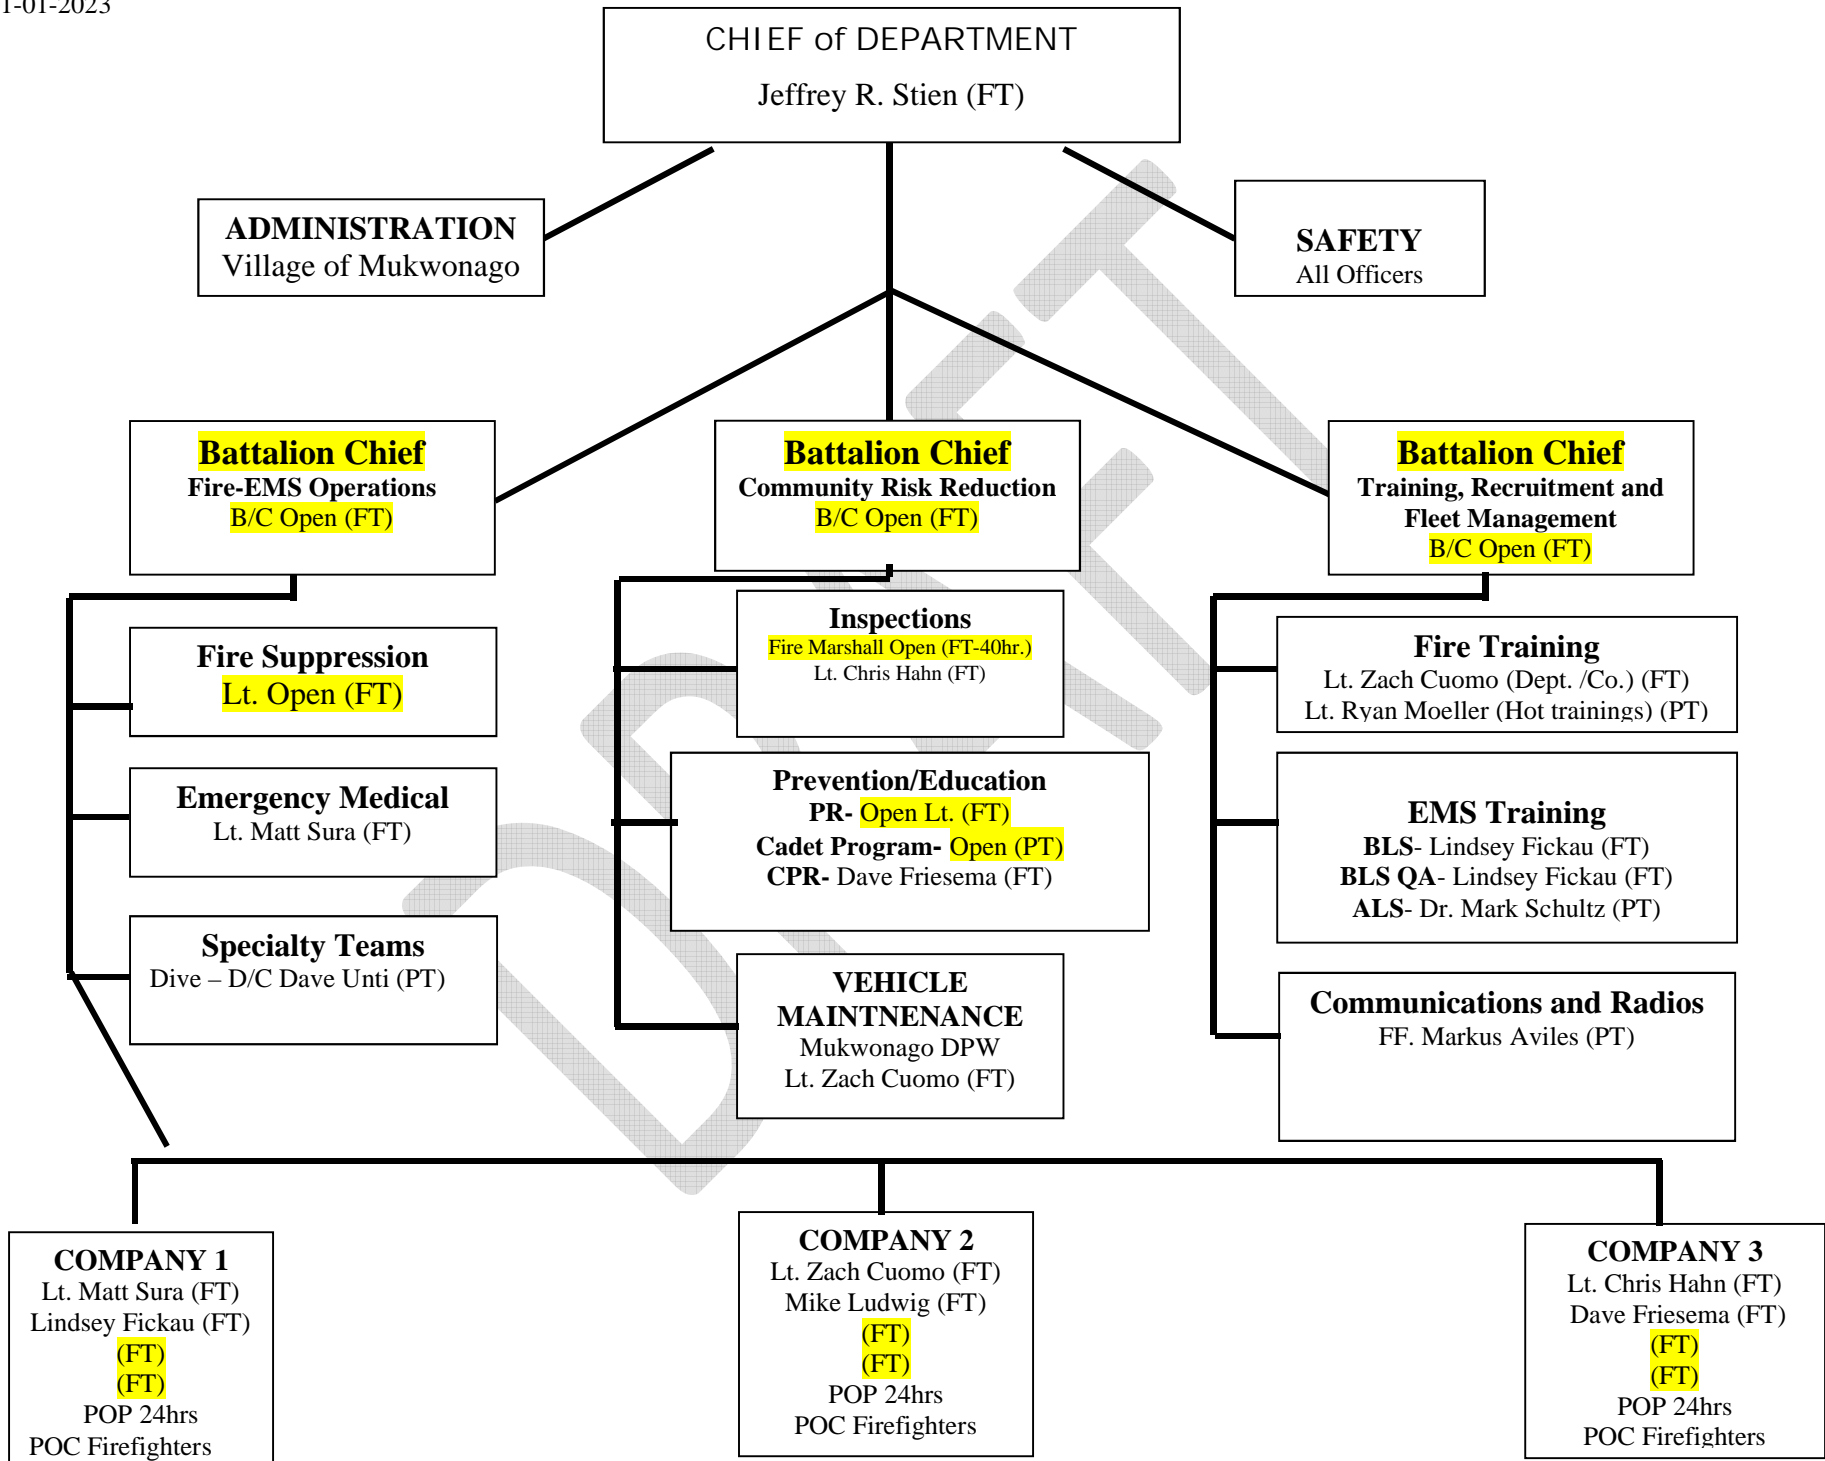 1-01-2023
CHIEF of DEPARTMENT
Jeffrey R. Stien (FT)
ADMINISTRATION
Village of Mukwonago
SAFETY
All Officers
Battalion Chief
Fire-EMS Operations
B/C Open (FT)
Battalion Chief
Community Risk Reduction
B/C Open (FT)
Battalion Chief
Training, Recruitment and
Fleet Management
B/C Open (FT)
Fire Suppression
Lt. Open (FT)
Emergency Medical
Lt. Matt Sura (FT)
Specialty Teams
Dive – D/C Dave Unti (PT)
Inspections
Fire Marshall Open (FT-40hr.)
Lt. Chris Hahn (FT)
Prevention/Education
PR- Open Lt. (FT)
Cadet Program- Open (PT)
CPR- Dave Friesema (FT)
VEHICLE
MAINTNENANCE
Mukwonago DPW
Lt. Zach Cuomo (FT)
Fire Training
Lt. Zach Cuomo (Dept. /Co.) (FT)
Lt. Ryan Moeller (Hot trainings) (PT)
EMS Training
BLS- Lindsey Fickau (FT)
BLS QA- Lindsey Fickau (FT)
ALS- Dr. Mark Schultz (PT)
Communications and Radios
FF. Markus Aviles (PT)
COMPANY 1
Lt. Matt Sura (FT)
Lindsey Fickau (FT)
(FT)
(FT)
POP 24hrs
POC Firefighters
COMPANY 2
Lt. Zach Cuomo (FT)
Mike Ludwig (FT)
(FT)
(FT)
POP 24hrs
POC Firefighters
COMPANY 3
Lt. Chris Hahn (FT)
Dave Friesema (FT)
(FT)
(FT)
POP 24hrs
POC Firefighters
DRAFT